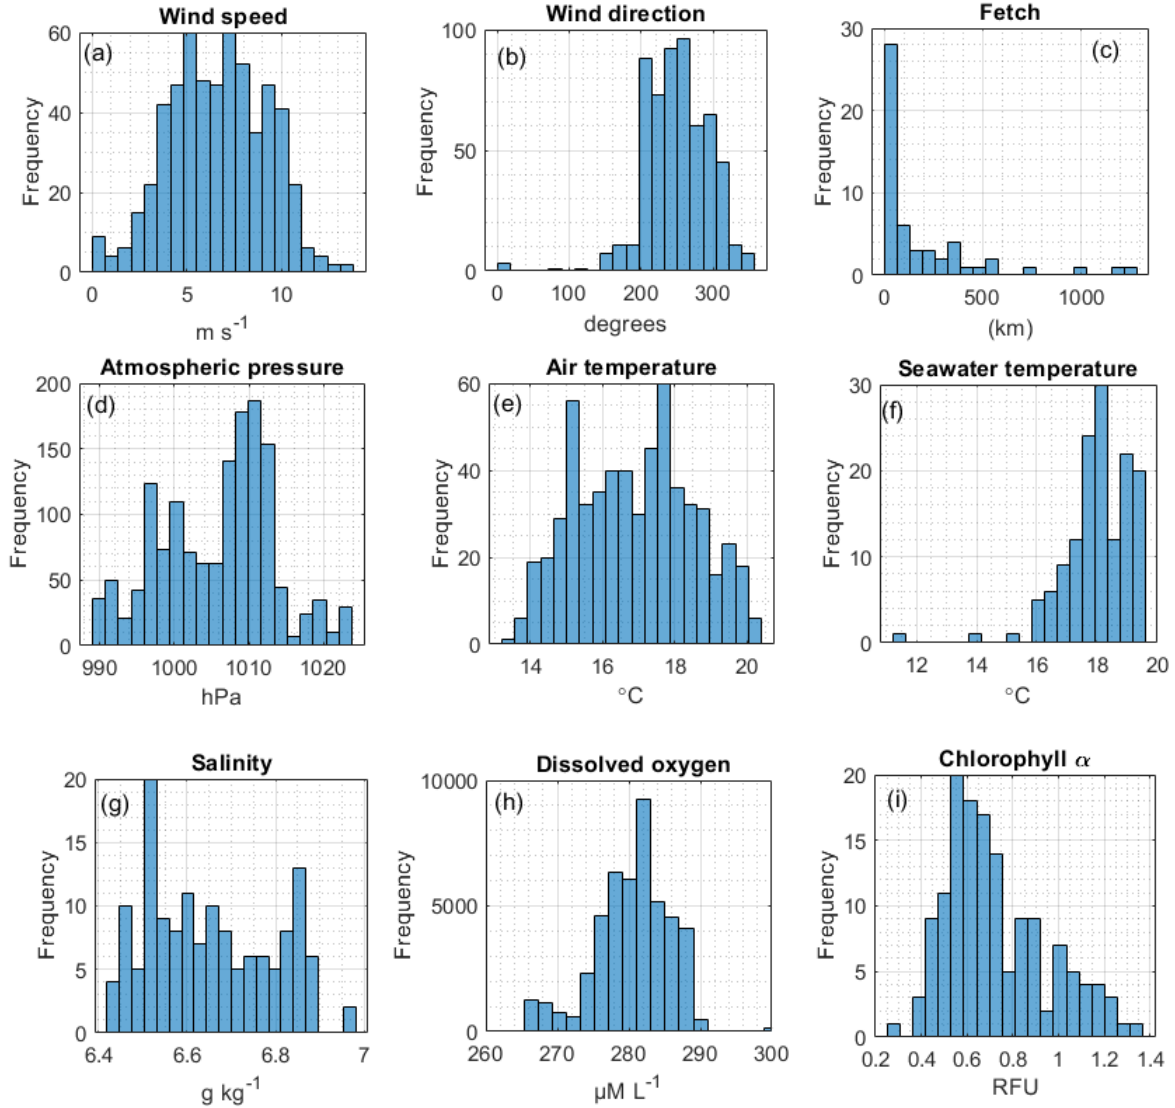 Wind speed
(a)
60
40
20
0
Frequency
0 5 10
m s-1
Wind direction
(b)
100
50
0
Frequency
0 100 200 300
degrees
Fetch
(c)
30
20
10
0
Frequency
0 500 1000
(km)
Atmospheric pressure
(d)
200
150
100
50
0
Frequency
990 1000 1010 1020
hPa
Air temperature
(e)
60
40
20
0
Frequency
14 16 18 20
°C
Seawater temperature
(f)
30
20
10
0
Frequency
12 14 16 18 20
°C
Salinity
(g)
20
15
10
5
0
Frequency
6.4 6.6 6.8 7
g kg-1
Dissolved oxygen
(h)
10000
5000
0
Frequency
260 270 280 290 300
µM L-1
Chlorophyll α
(i)
20
15
10
5
0
Frequency
0.2 0.4 0.6 0.8 1 1.2 1.4
RFU